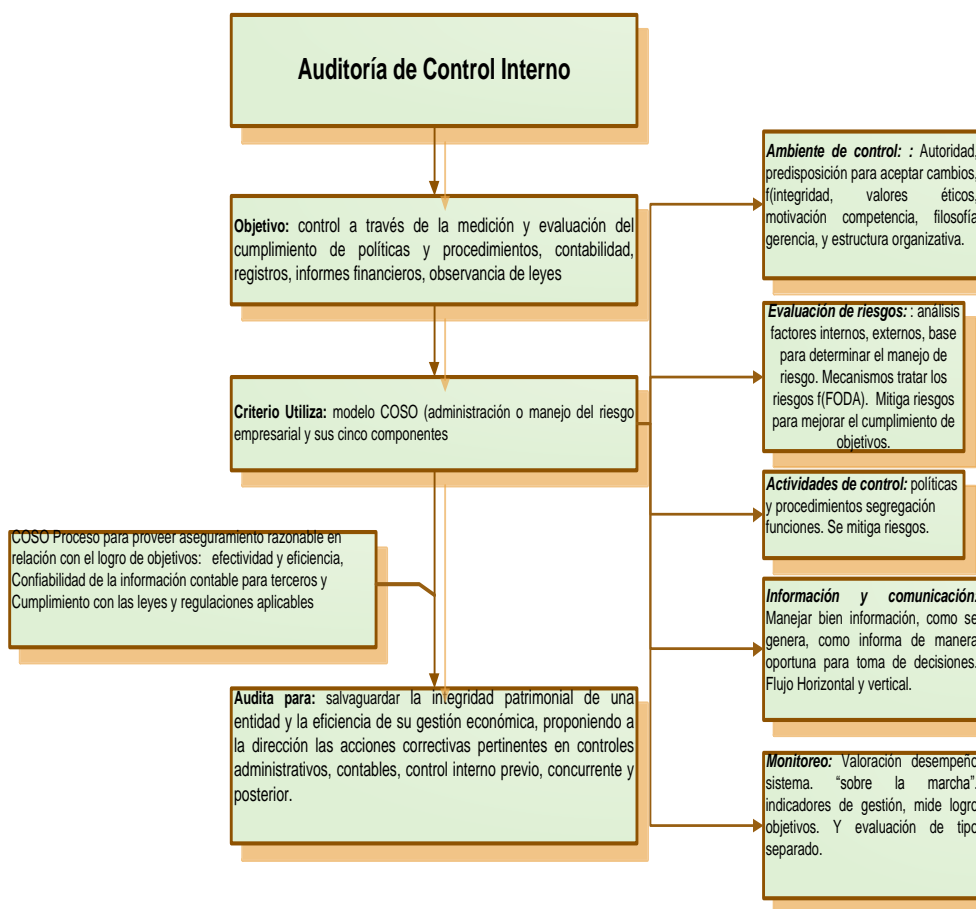 Auditoría de Control Interno
Objetivo: control a través de la medición y evaluación del
cumplimiento de políticas y procedimientos, contabilidad,
registros, informes financieros, observancia de leyes
Criterio Utiliza: modelo COSO (administración o manejo del riesgo
empresarial y sus cinco componentes
COSO Proceso para proveer aseguramiento razonable en
relación con el logro de objetivos: efectividad y eficiencia,
Confiabilidad de la información contable para terceros y
Cumplimiento con las leyes y regulaciones aplicables
Audita para: salvaguardar la integridad patrimonial de una
entidad y la eficiencia de su gestión económica, proponiendo a
la dirección las acciones correctivas pertinentes en controles
administrativos, contables, control interno previo, concurrente y
posterior.
Ambiente de control: : Autoridad,
predisposición para aceptar cambios,
f(integridad, valores éticos,
motivación competencia, filosofía
gerencia, y estructura organizativa.
Evaluación de riesgos: : análisis
factores internos, externos, base
para determinar el manejo de
riesgo. Mecanismos tratar los
riesgos f(FODA). Mitiga riesgos
para mejorar el cumplimiento de
objetivos.
Actividades de control: políticas
y procedimientos segregación
funciones. Se mitiga riesgos.
Información y comunicación:
Manejar bien información, como se
genera, como informa de manera
oportuna para toma de decisiones.
Flujo Horizontal y vertical.
Monitoreo: Valoración desempeño
sistema. “sobre la marcha”.
indicadores de gestión, mide logro
objetivos. Y evaluación de tipo
separado.